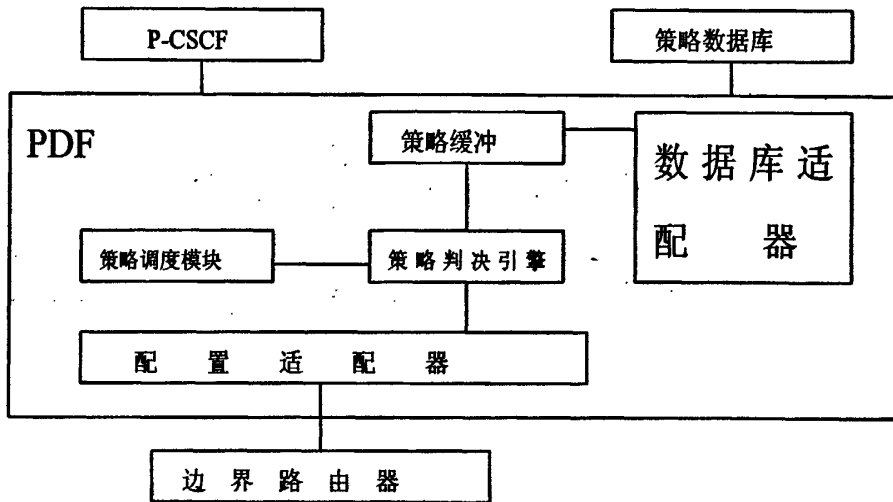 P-CSCF
策略数据库
PDF
策略缓冲
数据库适
配器
策略调度模块
策略判决引擎
配置适配器
边界路由器